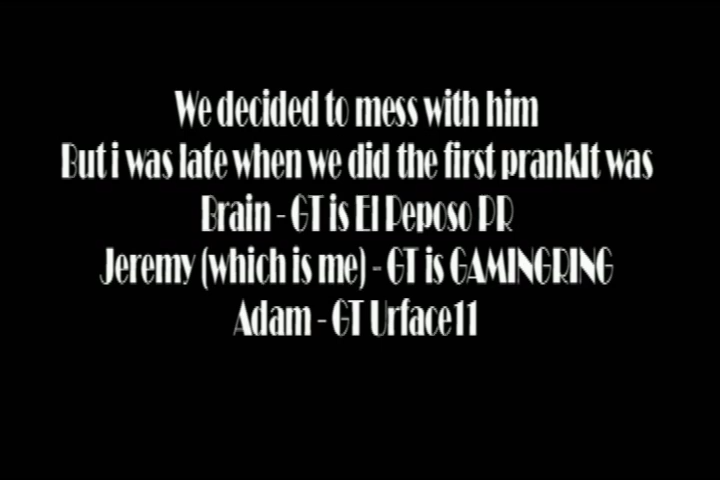 We decided to mess with him
But i was late when we did the first prankIt was
Brain - GT is El Peposo PR
Jeremy (which is me) - GT is GAMINGRING
Adam - GT Urface11